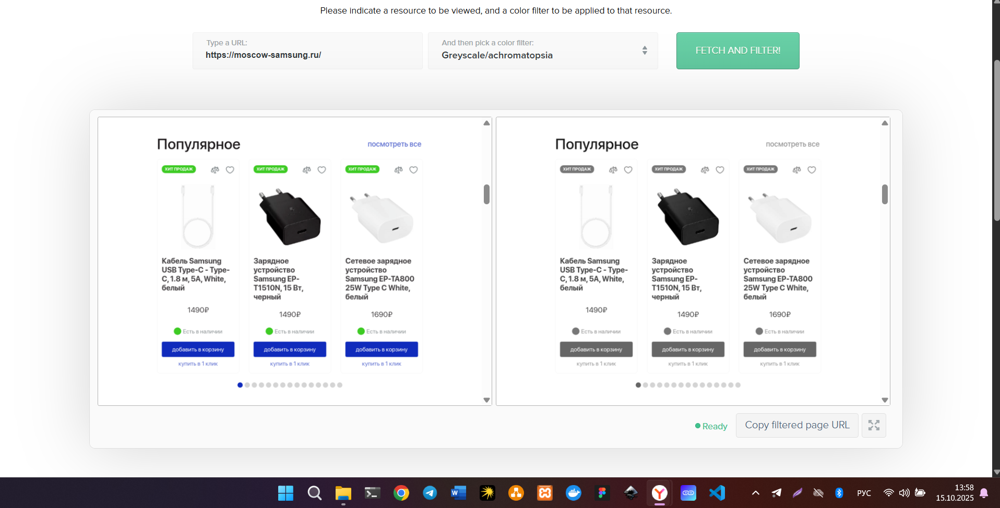 Please indicate a resource to be viewed, and a color filter to be applied to that resource.
Type a URL:
https://moscow-samsung.ru/
And then pick a color filter:
Greyscale/achromatopsia
FETCH AND FILTER!
Популярное
посмотреть все
ХИТ ПРОДАЖ
ХИТ ПРОДАЖ
ХИТ ПРОДАЖ
Кабель Samsung
USB Type-C - Type-
C, 1.8 м, 5A, White,
белый
1490₽
Есть в наличии
добавить в корзину
купить в 1 клик
Зарядное
устройство
Samsung EP-
T1510N, 15 Вт,
черный
1490₽
Есть в наличии
добавить в корзину
купить в 1 клик
Сетевое зарядное
устройство
Samsung EP-TA800
25W Type C White,
белый
1690₽
Есть в наличии
добавить в корзину
купить в 1 клик
Популярное
посмотреть все
ХИТ ПРОДАЖ
ХИТ ПРОДАЖ
ХИТ ПРОДАЖ
Кабель Samsung
USB Type-C - Type-
C, 1.8 м, 5A, White,
белый
1490₽
Есть в наличии
добавить в корзину
купить в 1 клик
Зарядное
устройство
Samsung EP-
T1510N, 15 Вт,
черный
1490₽
Есть в наличии
добавить в корзину
купить в 1 клик
Сетевое зарядное
устройство
Samsung EP-TA800
25W Type C White,
белый
1690₽
Есть в наличии
добавить в корзину
купить в 1 клик
Ready
Copy filtered page URL
РУС
13:58
15.10.2025